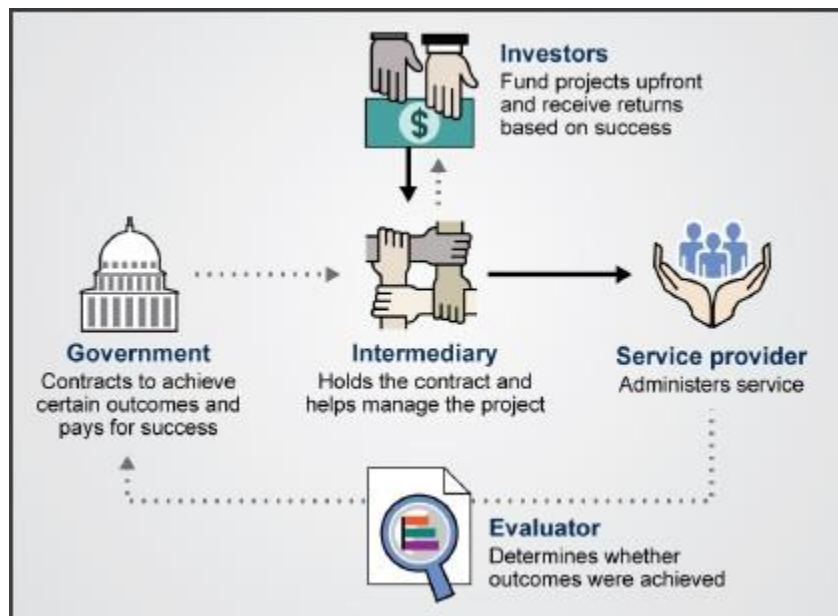 Investors
Fund projects upfront
and receive returns
based on success
$
Government
Contracts to achieve
certain outcomes and
pays for success
Intermediary
Holds the contract and
helps manage the project
Service provider
Administers service
Evaluator
Determines whether
outcomes were achieved